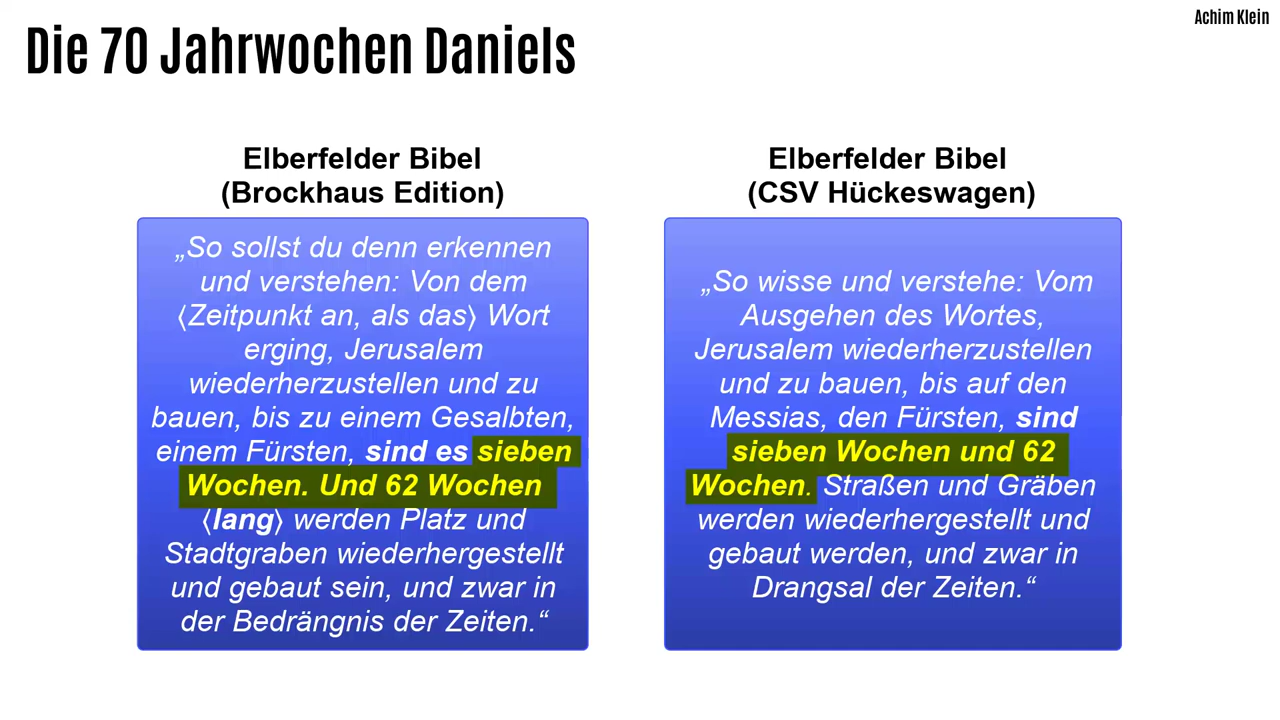 Achim Klein
Die 70 Jahrwochen Daniels
Elberfelder Bibel
(Brockhaus Edition)
„So sollst du denn erkennen
und verstehen: Von dem
⟨Zeitpunkt an, als das⟩ Wort
erging, Jerusalem
wiederherzustellen und zu
bauen, bis zu einem Gesalbten,
einem Fürsten, sind es sieben
Wochen. Und 62 Wochen
⟨lang⟩ werden Platz und
Stadtgraben wiederhergestellt
und gebaut sein, und zwar in
der Bedrängnis der Zeiten.“
Elberfelder Bibel
(CSV Hückeswagen)
„So wisse und verstehe: Vom
Ausgehen des Wortes,
Jerusalem wiederherzustellen
und zu bauen, bis auf den
Messias, den Fürsten, sind
sieben Wochen und 62
Wochen. Straßen und Gräben
werden wiederhergestellt und
gebaut werden, und zwar in
Drangsal der Zeiten.“